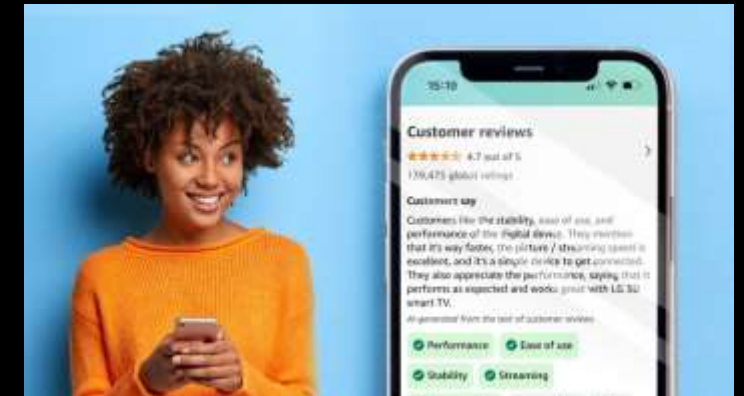 15:10
Customer reviews
4.7 out of 5
139,475 global ratings
Customers say
Customers like the stability, ease of use, and
performance of the digital device. They mention
that it's way faster, the picture / streaming speed is
excellent, and it's a simple device to get connected.
They also appreciate the performance, saying that it
performs as expected and works great with LG 5U
smart TV.
AI-generated from the text of customer reviews
Performance Ease of use
Stability Streaming